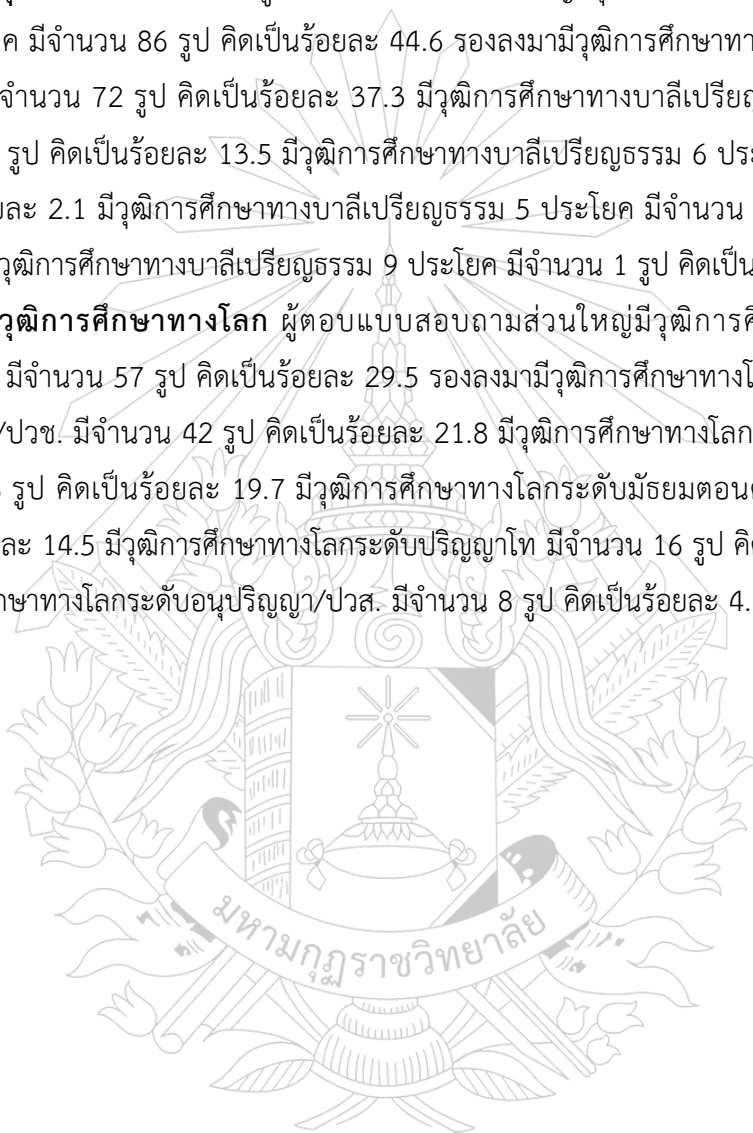 ค มีจำนวน 86 รูป คิดเป็นร้อยละ 44.6 รองลงมามีวุฒิการศึกษาทา
จำนวน 72 รูป คิดเป็นร้อยละ 37.3 มีวุฒิการศึกษาทางบาลีเปรียญ
รูป คิดเป็นร้อยละ 13.5 มีวุฒิการศึกษาทางบาลีเปรียญธรรม 6 ประ
ยละ 2.1 มีวุฒิการศึกษาทางบาลีเปรียญธรรม 5 ประโยค มีจำนวน
วุฒิการศึกษาทางบาลีเปรียญธรรม 9 ประโยค มีจำนวน 1 รูป คิดเป็น
วุฒิการศึกษาทางโลก ผู้ตอบแบบสอบถามส่วนใหญ่มีวุฒิการศึ
มีจำนวน 57 รูป คิดเป็นร้อยละ 29.5 รองลงมามีวุฒิการศึกษาทางโ
/ปวช. มีจำนวน 42 รูป คิดเป็นร้อยละ 21.8 มีวุฒิการศึกษาทางโลก
รูป คิดเป็นร้อยละ 19.7 มีวุฒิการศึกษาทางโลกระดับมัธยมตอน
ละ 14.5 มีวุฒิการศึกษาทางโลกระดับปริญญาโท มีจำนวน 16 รูป คิด
กษาทางโลกระดับอนุปริญญา/ปวส. มีจำนวน 8 รูป คิดเป็นร้อยละ 4.
มหามกุฏราชวิทยาลัย